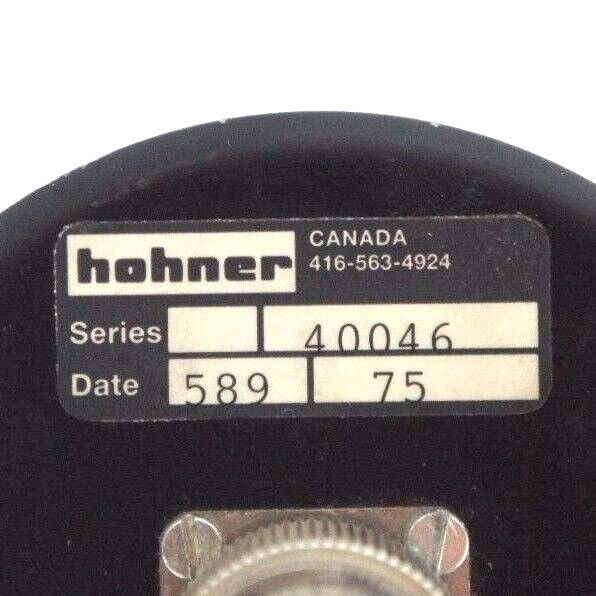 hohner
CANADA
416-563-4924
Series 40046
Date 589 75